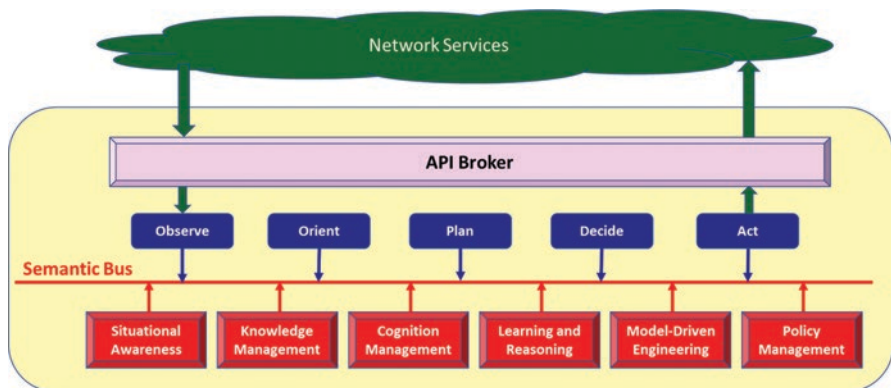 Network Services
API Broker
Observe
Orient
Plan
Decide
Act
Semantic Bus
Situational
Awareness
Knowledge
Management
Cognition
Management
Learning and
Reasoning
Model-Driven
Engineering
Policy
Management